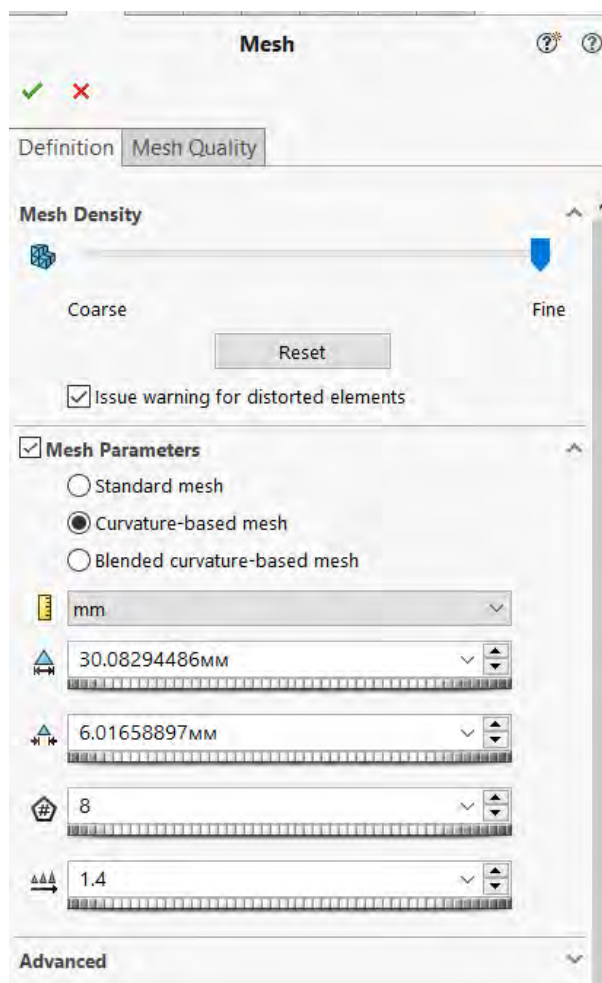 Mesh
Definition Mesh Quality
Mesh Density
Coarse Fine
Reset
Issue warning for distorted elements
Mesh Parameters
Standard mesh
Curvature-based mesh
Blended curvature-based mesh
mm
30.08294486мм
6.01658897мм
8
1.4
Advanced